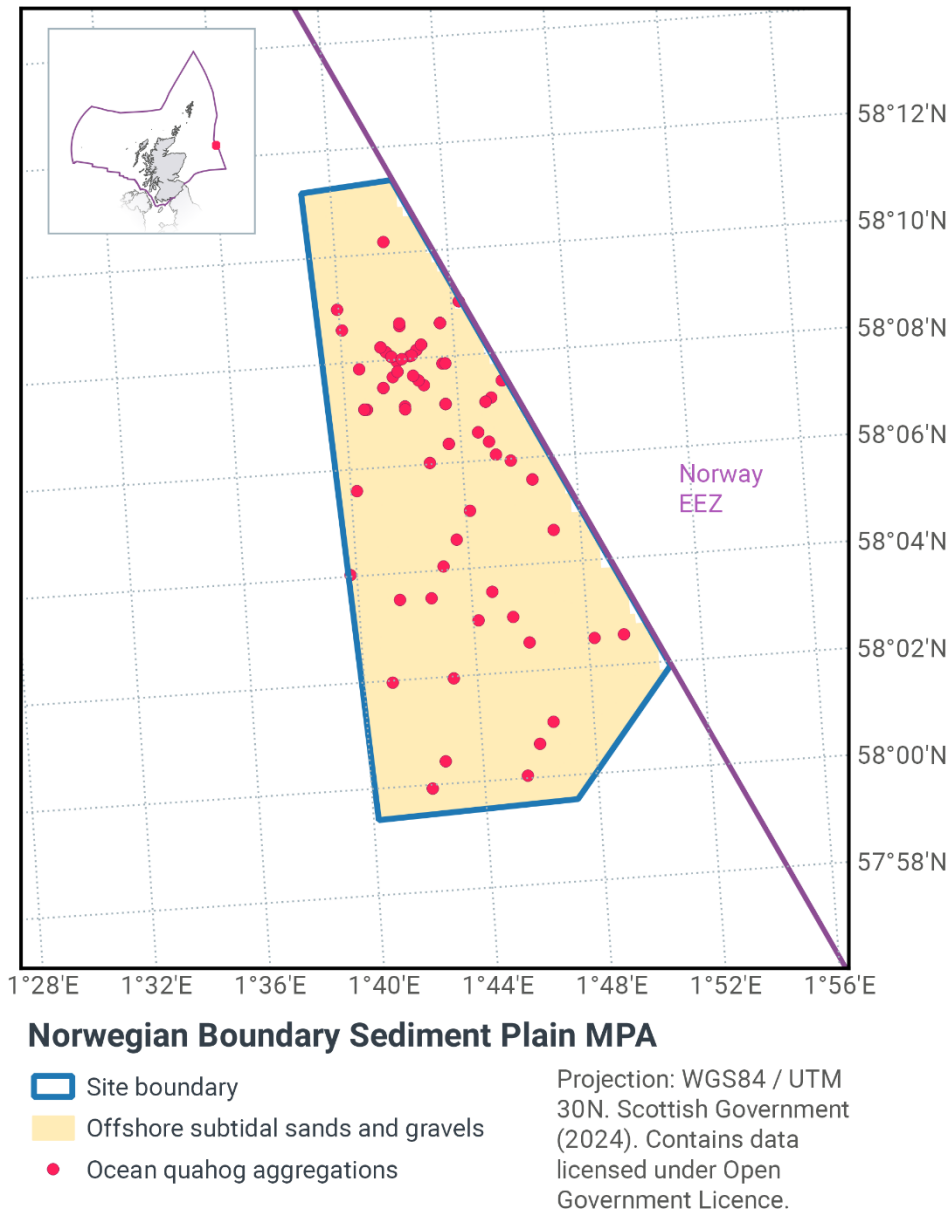 58°12'N
58°10'N
58°08'N
58°06'N
Norway
EEZ
58°04'N
58°02'N
58°00'N
57°58'N
1°28'E 1°32'E 1°36'E 1°40'E 1°44'E 1°48'E 1°52'E 1°56'E
Norwegian Boundary Sediment Plain MPA
Site boundary
Offshore subtidal sands and gravels
Ocean quahog aggregations
Projection: WGS84 / UTM
30N. Scottish Government
(2024). Contains data
licensed under Open
Government Licence.